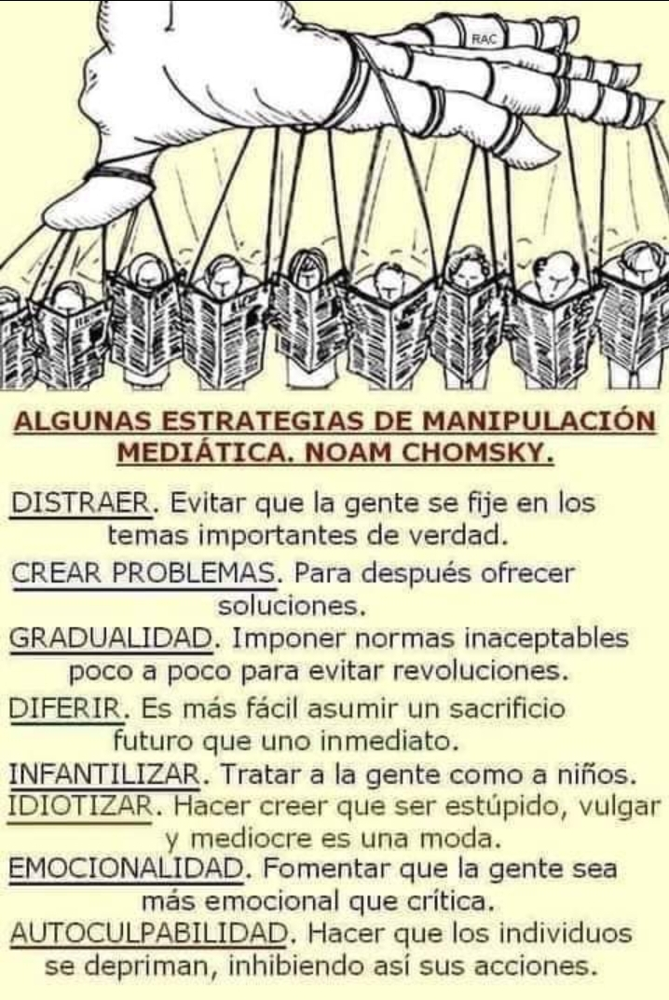 RAC
ALGUNAS ESTRATEGIAS DE MANIPULACIÓN
MEDIÁTICA. NOAM CHOMSKY.
DISTRAER. Evitar que la gente se fije en los
temas importantes de verdad.
CREAR PROBLEMAS. Para después ofrecer
soluciones.
GRADUALIDAD. Imponer normas inaceptables
poco a poco para evitar revoluciones.
DIFERIR. Es más fácil asumir un sacrificio
futuro que uno inmediato.
INFANTILIZAR. Tratar a la gente como a niños.
IDIOTIZAR. Hacer creer que ser estúpido, vulgar
y mediocre es una moda.
EMOCIONALIDAD. Fomentar que la gente sea
más emocional que crítica.
AUTOCULPABILIDAD. Hacer que los individuos
se depriman, inhibiendo así sus acciones.